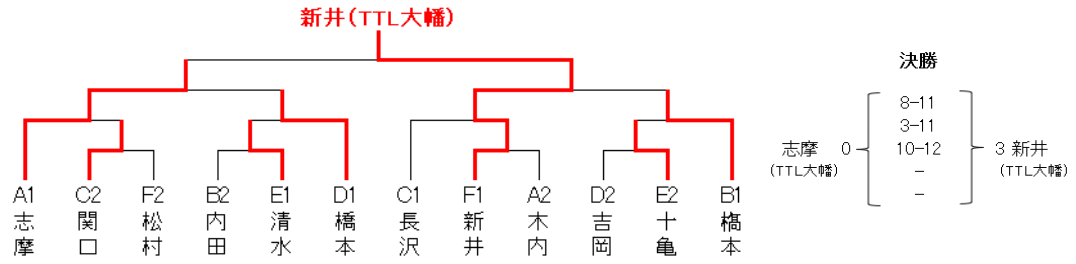 新井(TTL大幡)
決勝
8-11
3-11
志摩 0 10-12 3 新井
(TTL大幡) - (TTL大幡)
-
A1 C2 F2 B2 E1 D1 C1 F1 A2 D2 E2 B1
志摩 関口 松村 内田 清水 橋本 長沢 新井 木内 吉岡 十亀 橋本